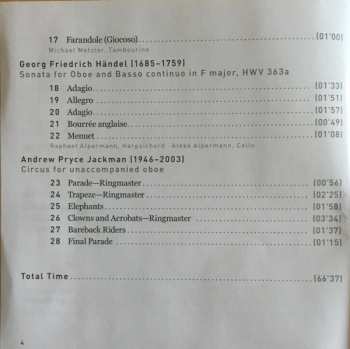 17 Farandole (Giocoso) (01'00)
Michael Metzler, Tambourine
Georg Friedrich Händel (1685–1759)
Sonata for Oboe and Basso continuo in F major, HWV 363a
18 Adagio (01'33)
19 Allegro (01'51)
20 Adagio (01'57)
21 Bourrée anglaise (00'49)
22 Menuet (01'08)
Raphael Alpermann, Harpsichord Aleke Alpermann, Cello
Andrew Pryce Jackman (1946–2003)
Circus for unaccompanied oboe
23 Parade—Ringmaster (00'56)
24 Trapeze—Ringmaster (02'25)
25 Elephants (01'58)
26 Clowns and Acrobats—Ringmaster (03'34)
27 Bareback Riders (01'37)
28 Final Parade (01'15)
Total Time (66'37)
4